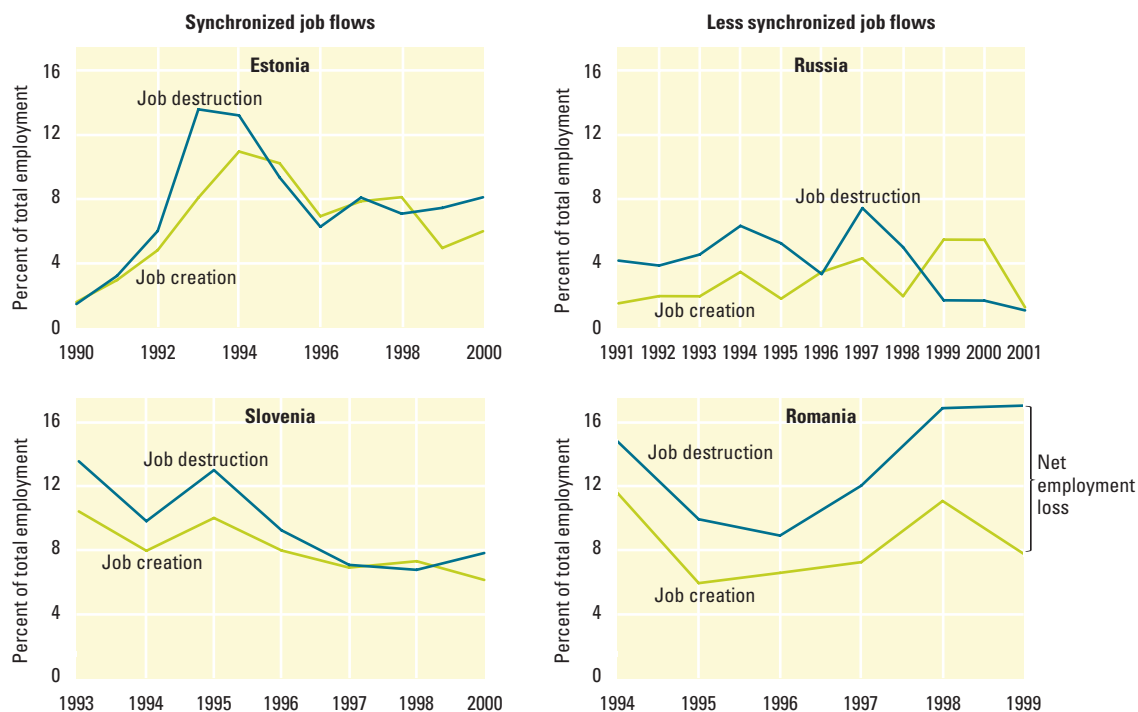 Synchronized job flows
Less synchronized job flows
Estonia
Percent of total employment
16
12
8
4
0
Job destruction
Job creation
1990 1992 1994 1996 1998 2000
Russia
Percent of total employment
16
12
8
4
0
Job destruction
Job creation
1991 1992 1993 1994 1995 1996 1997 1998 1999 2000 2001
Slovenia
Percent of total employment
16
12
8
4
0
Job destruction
Job creation
1993 1994 1995 1996 1997 1998 2000
Romania
Percent of total employment
16
12
8
4
0
Job destruction
Job creation
Net
employment
loss
1994 1995 1996 1997 1998 1999